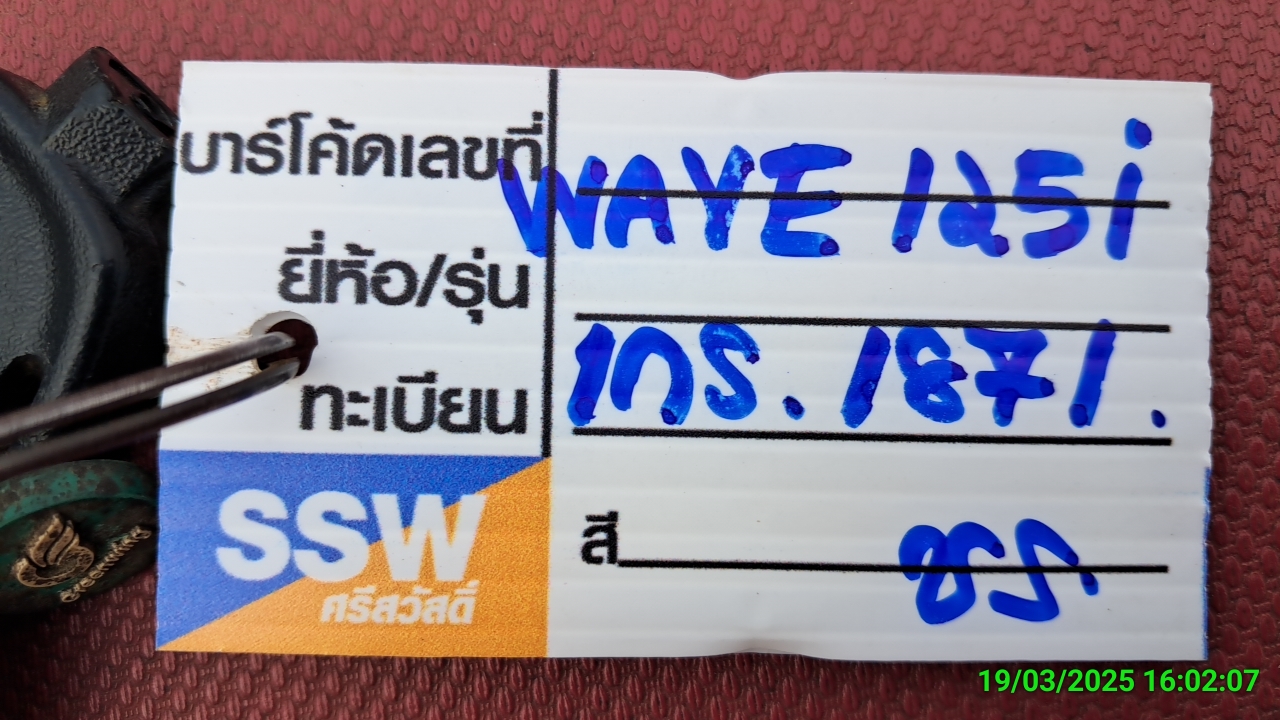 บาร์โค้ดเลขที่ WAVE 125i
ยี่ห้อ/รุ่น
ทะเบียน 1กร. 1871.
SSW
ศรีสวัสดิ์
สี ชร
19/03/2025 16:02:07